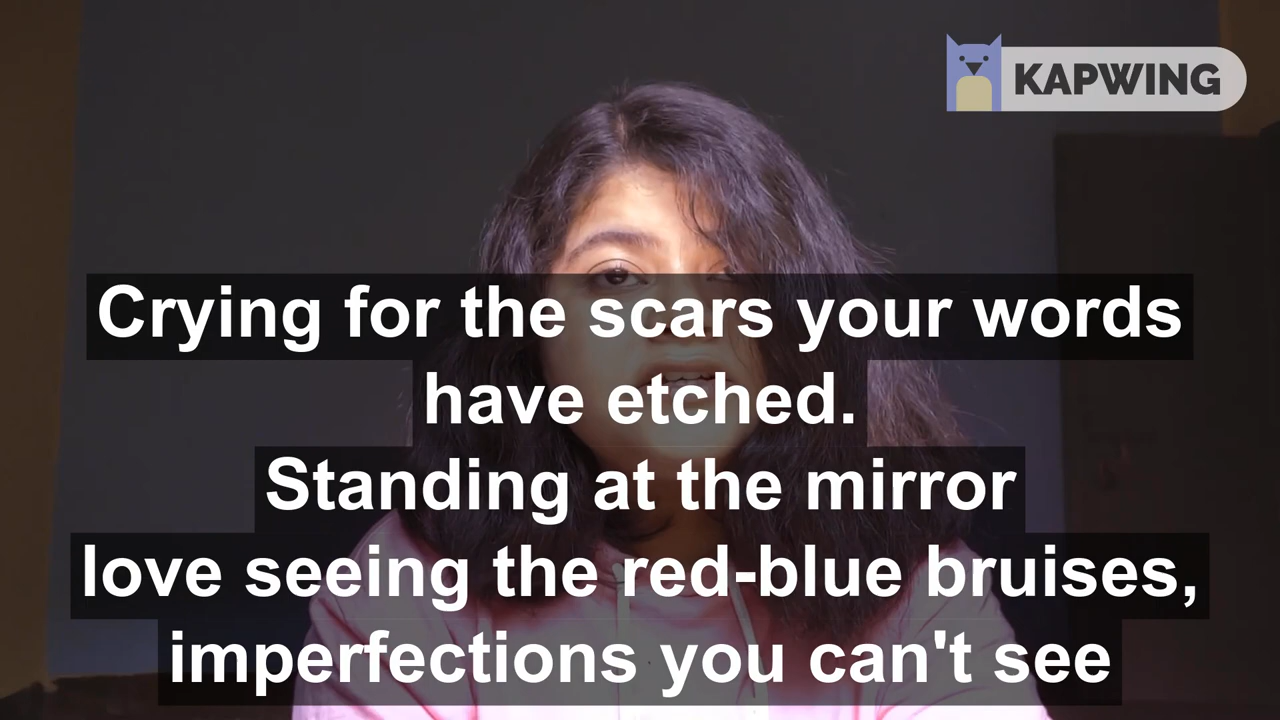 KAPWING
Crying for the scars your words
have etched.
Standing at the mirror
love seeing the red-blue bruises,
imperfections you can't see